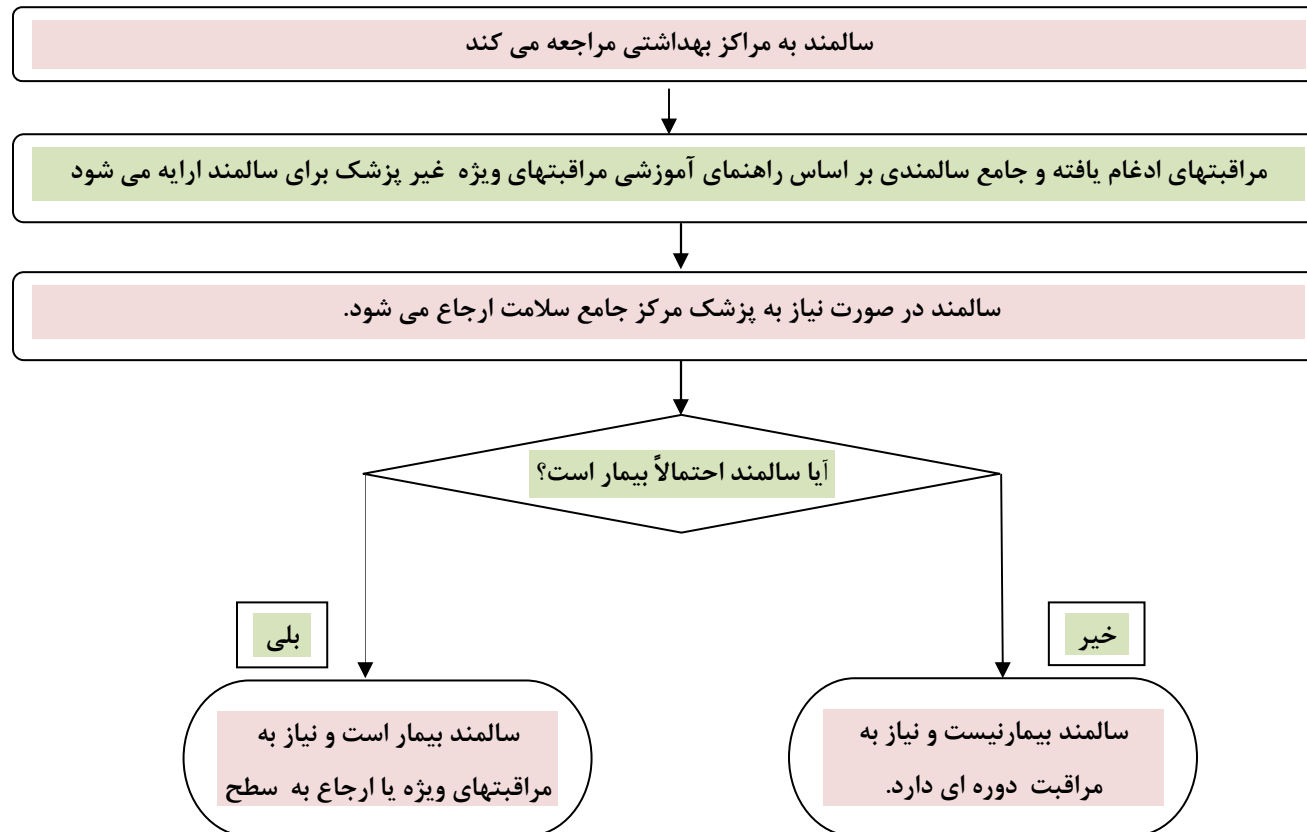 سالمند به مراکز بهداشتی مراجعه می کند
مراقبتهای ادغام یافته و جامع سالمندی بر اساس راهنمای آموزشی مراقبتهای ویژه غیر پزشک برای سالمند ارایه می شود
سالمند در صورت نیاز به پزشک مرکز جامع سلامت ارجاع می شود.
آیا سالمند احتمالاً بیمار است؟
خیر
بلی
سالمند بیمارنیست و نیاز به
مراقبت دوره ای دارد.
سالمند بیمار است و نیاز به
مراقبتهای ویژه یا ارجاع به سطح